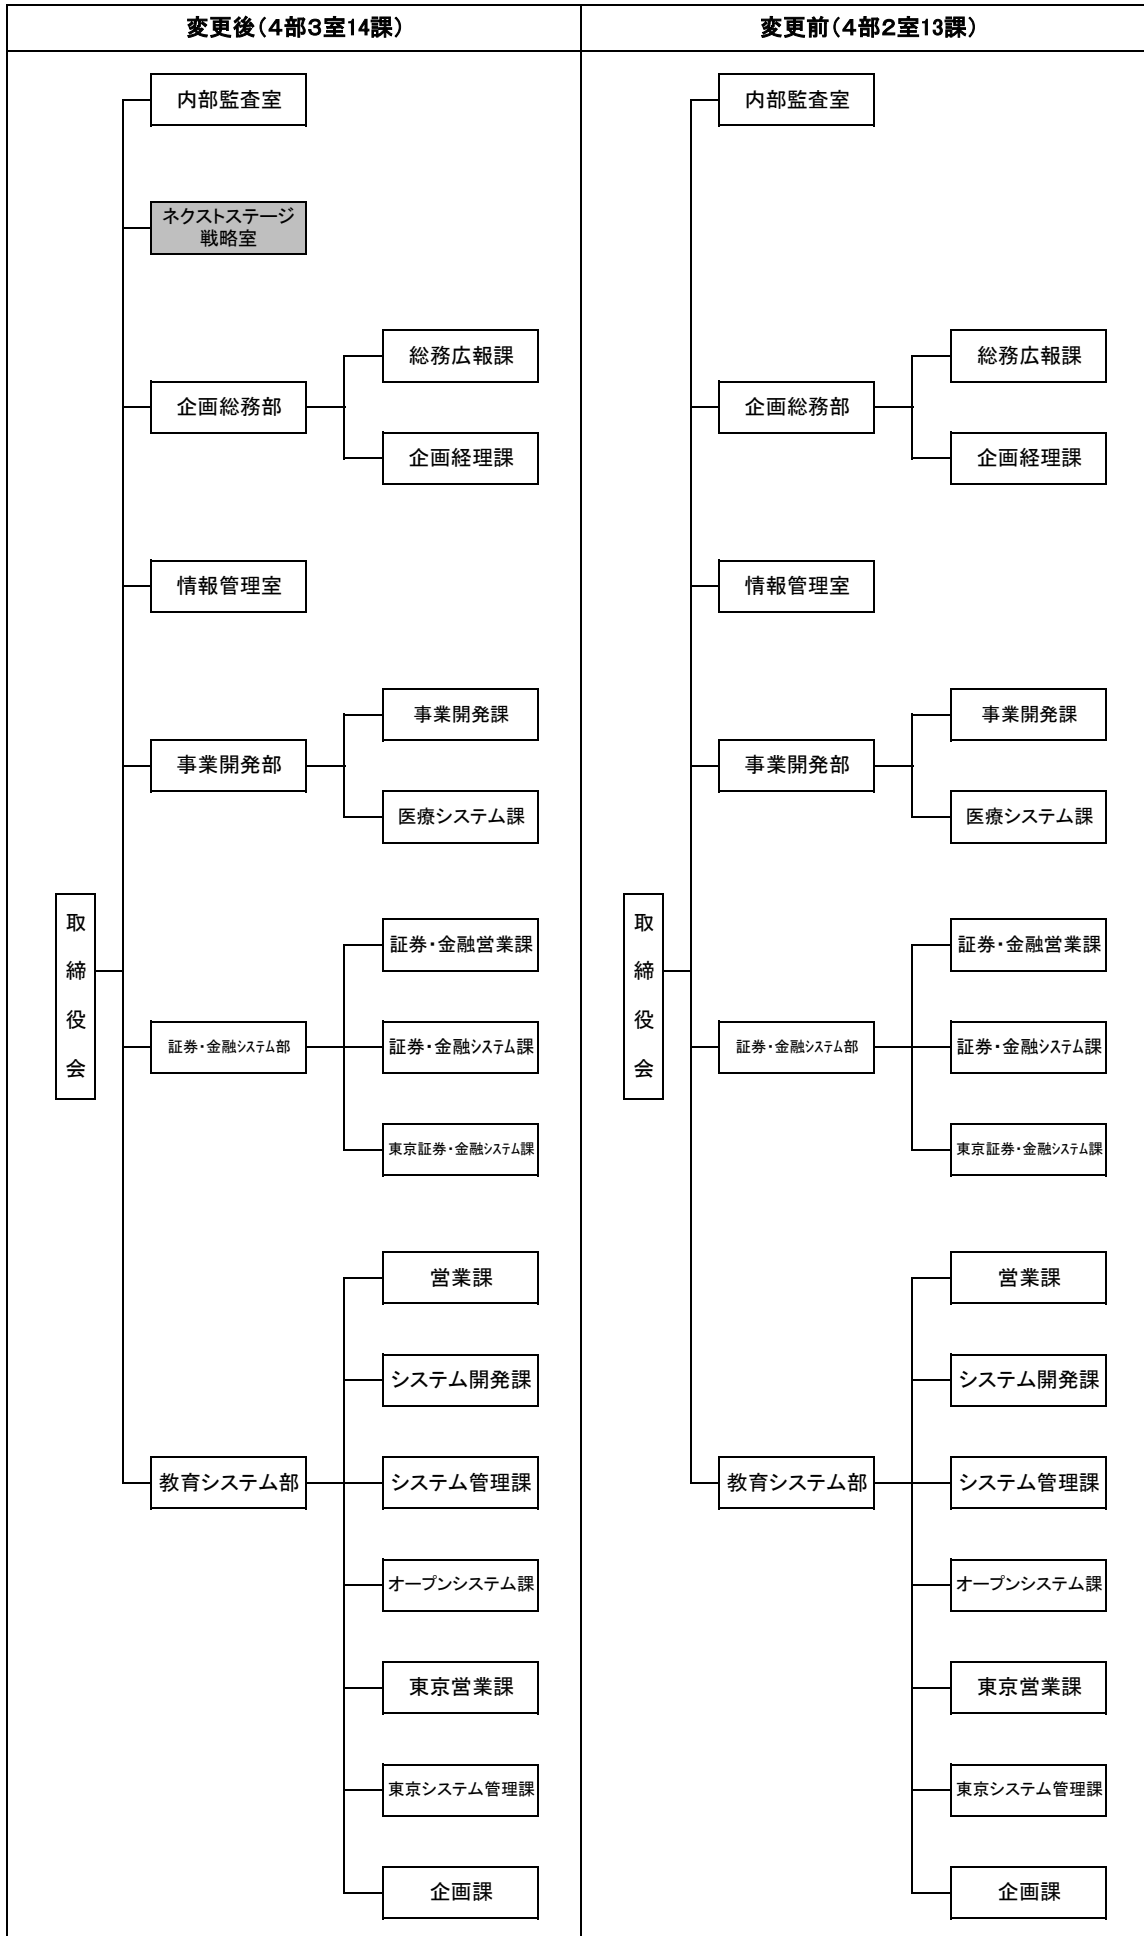 変更後(4部3室14課)
内部監査室
ネクストステージ
戦略室
総務広報課
企画総務部
企画経理課
情報管理室
事業開発課
事業開発部
医療システム課
取締役会
証券・金融営業課
証券・金融システム部
証券・金融システム課
東京証券・金融システム課
営業課
システム開発課
教育システム部
システム管理課
オープンシステム課
東京営業課
東京システム管理課
企画課
変更前(4部2室13課)
内部監査室
総務広報課
企画総務部
企画経理課
情報管理室
事業開発課
事業開発部
医療システム課
取締役会
証券・金融営業課
証券・金融システム部
証券・金融システム課
東京証券・金融システム課
営業課
システム開発課
教育システム部
システム管理課
オープンシステム課
東京営業課
東京システム管理課
企画課